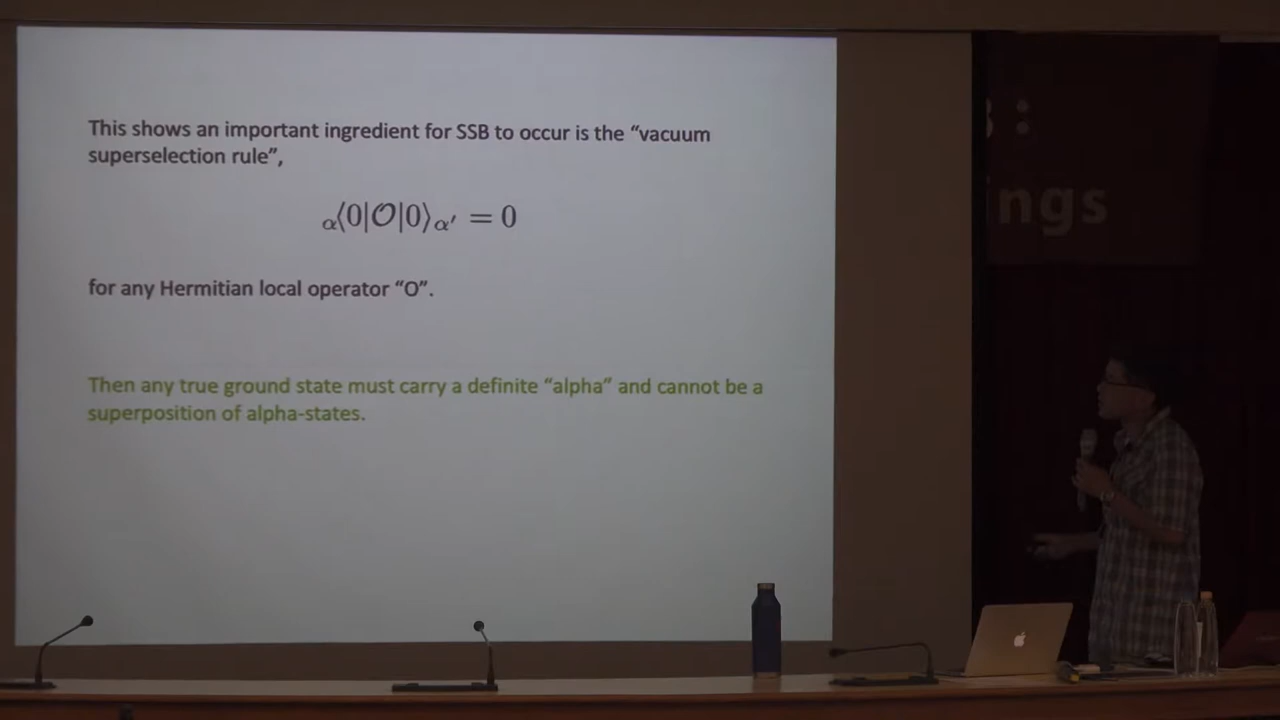 This shows an important ingredient for SSB to occur is the “vacuum
superselection rule”,
α⟨0|𝒪|0⟩α′ = 0
for any Hermitian local operator “O”.
Then any true ground state must carry a definite “alpha” and cannot be a
superposition of alpha-states.
ngs